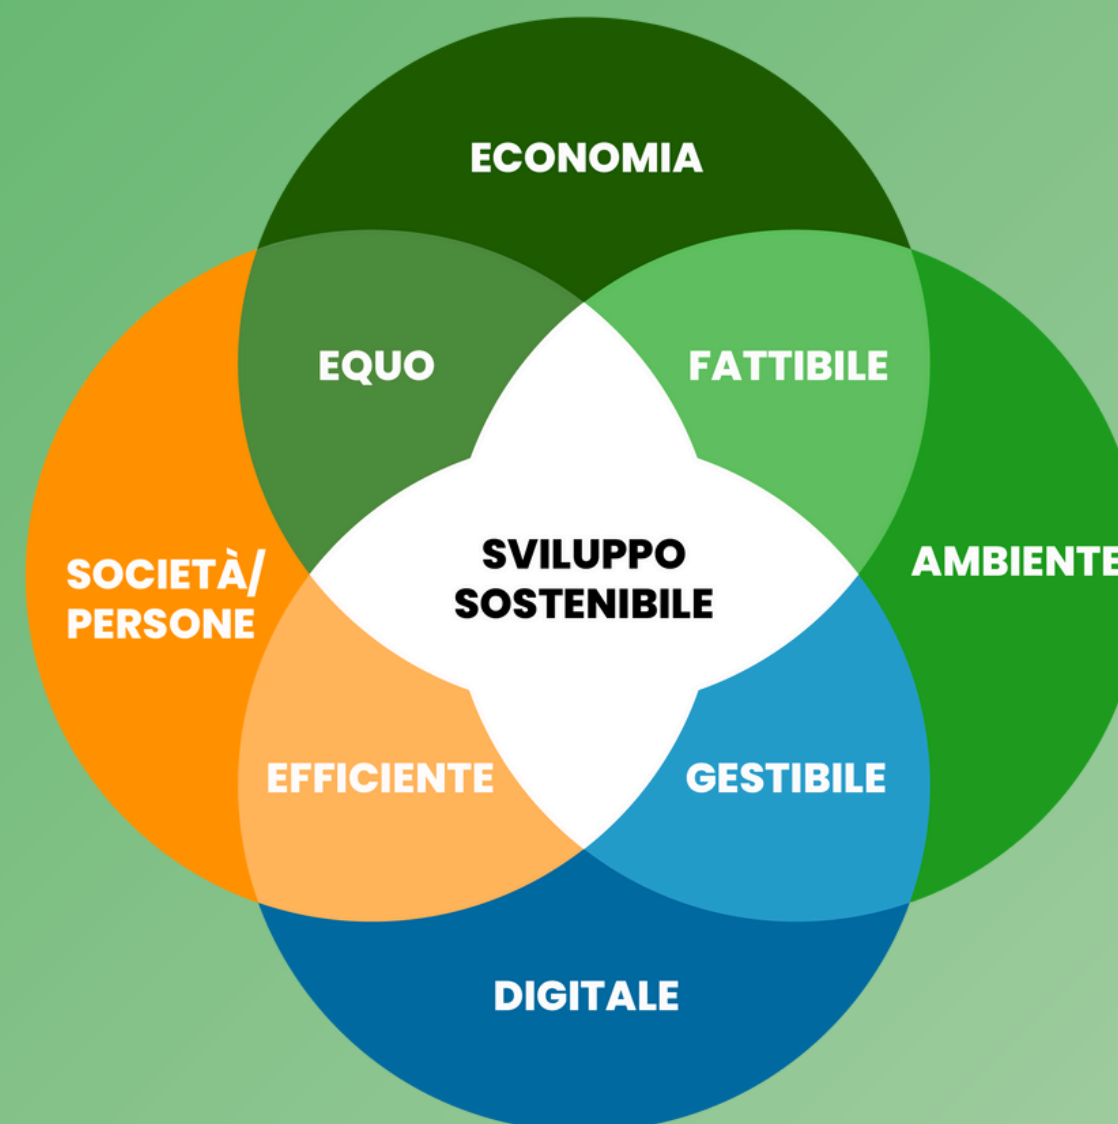 ECONOMIA
EQUO
FATTIBILE
SOCIETÀ/
PERSONE
SVILUPPO
SOSTENIBILE
AMBIENTE
EFFICIENTE
GESTIBILE
DIGITALE